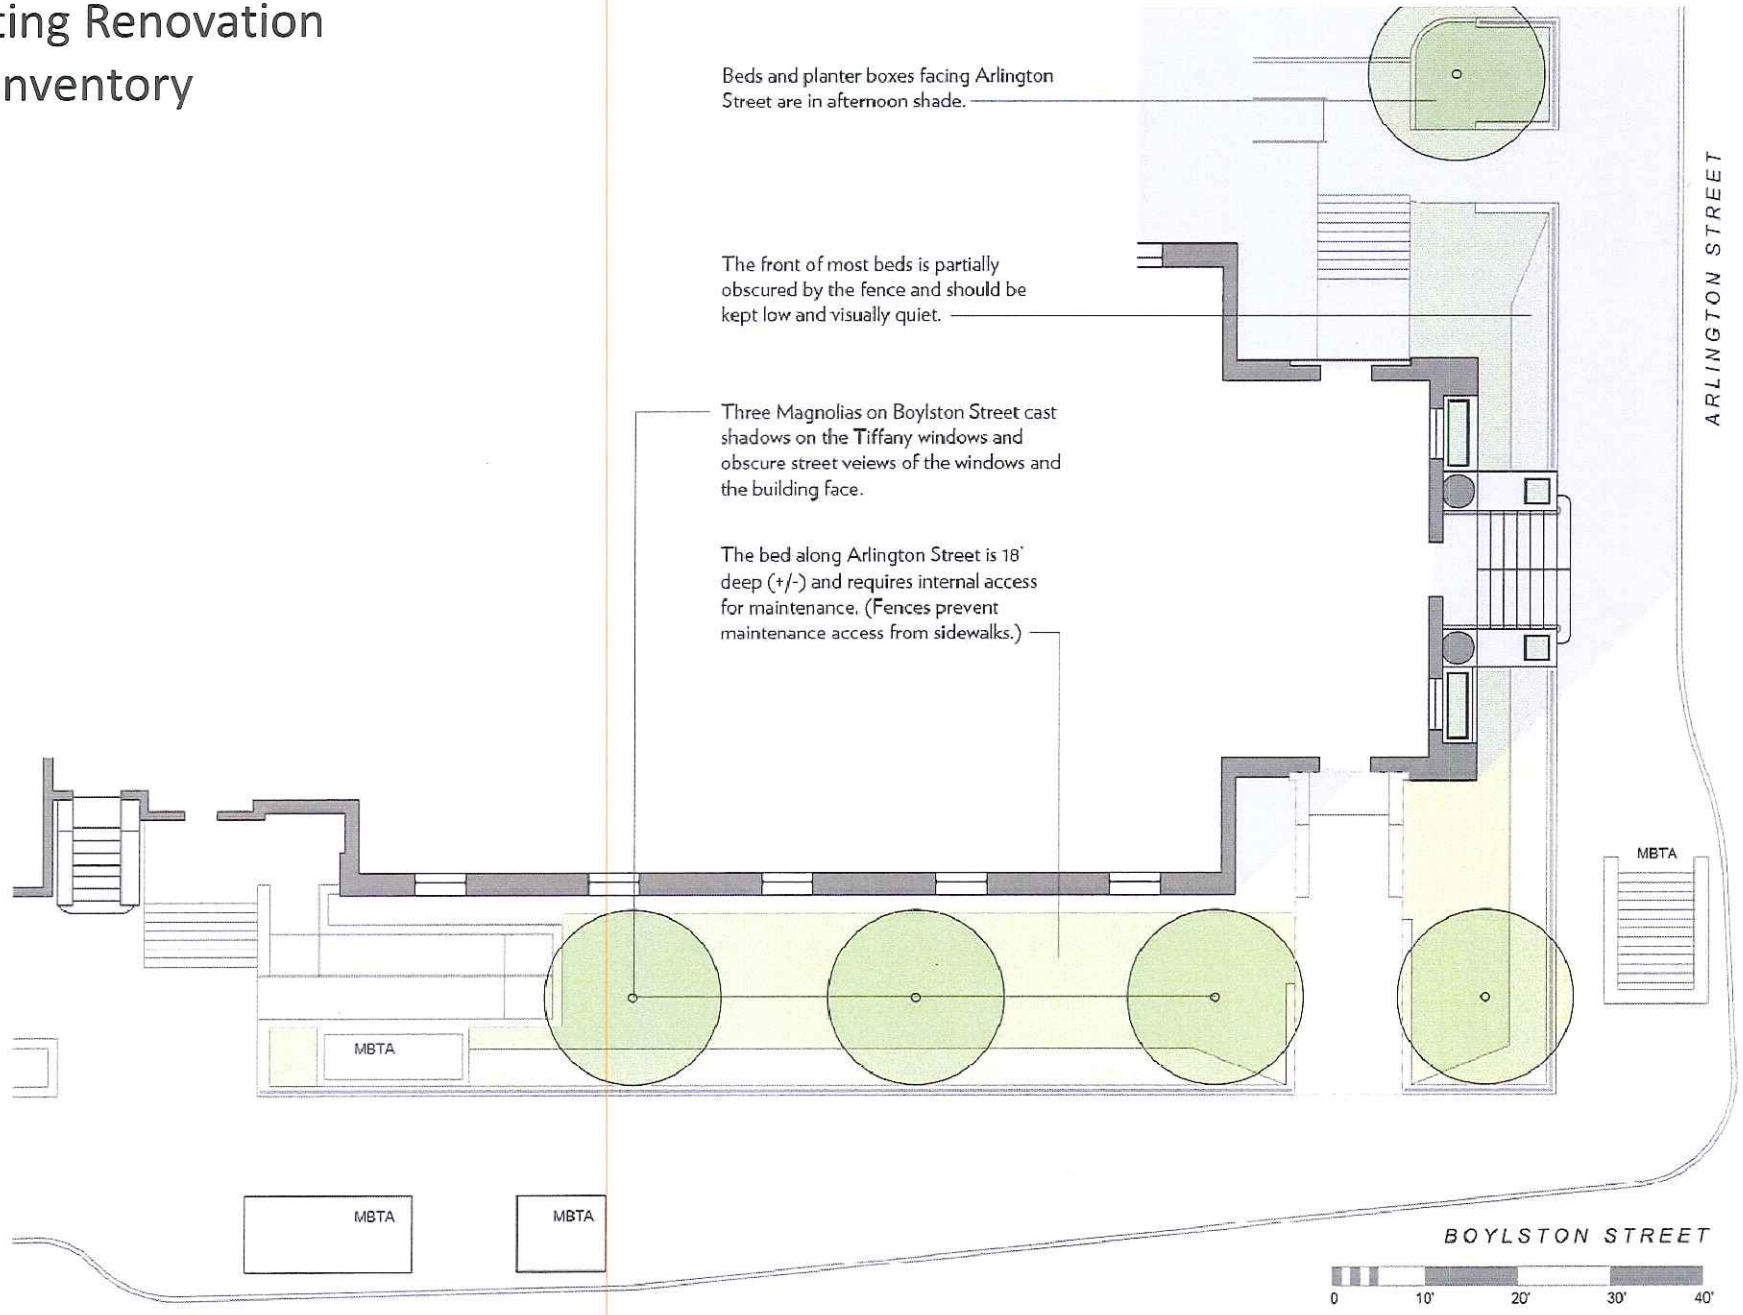 ting Renovation
nventory
Beds and planter boxes facing Arlington
Street are in afternoon shade.
The front of most beds is partially
obscured by the fence and should be
kept low and visually quiet.
Three Magnolias on Boylston Street cast
shadows on the Tiffany windows and
obscure street veiews of the windows and
the building face.
The bed along Arlington Street is 18'
deep (+/-) and requires internal access
for maintenance. (Fences prevent
maintenance access from sidewalks.)
ARLINGTON STREET
MBTA
MBTA
MBTA
MBTA
BOYLSTON STREET
0 10' 20' 30' 40'